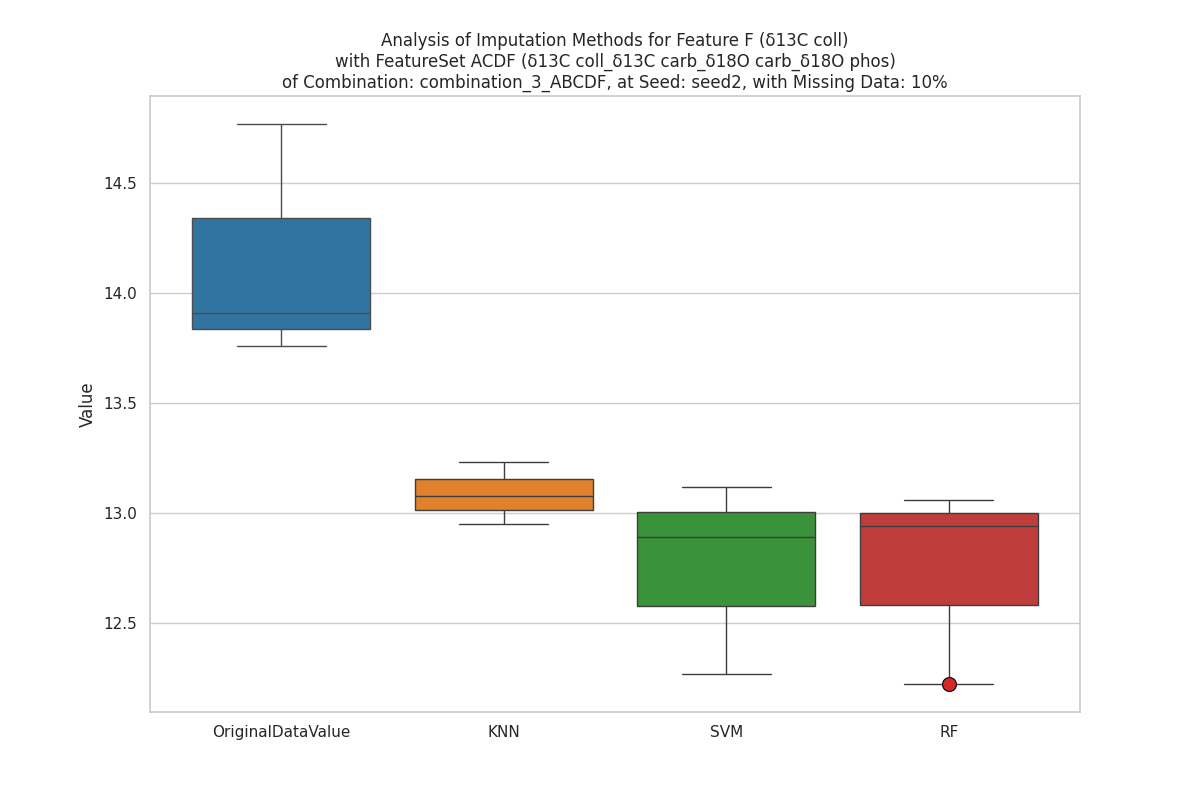 Analysis of Imputation Methods for Feature F (δ13C coll)
with FeatureSet ACDF (δ13C coll_δ13C carb_δ18O carb_δ18O phos)
of Combination: combination_3_ABCDF, at Seed: seed2, with Missing Data: 10%
Value
14.5
14.0
13.5
13.0
12.5
OriginalDataValue
KNN
SVM
RF